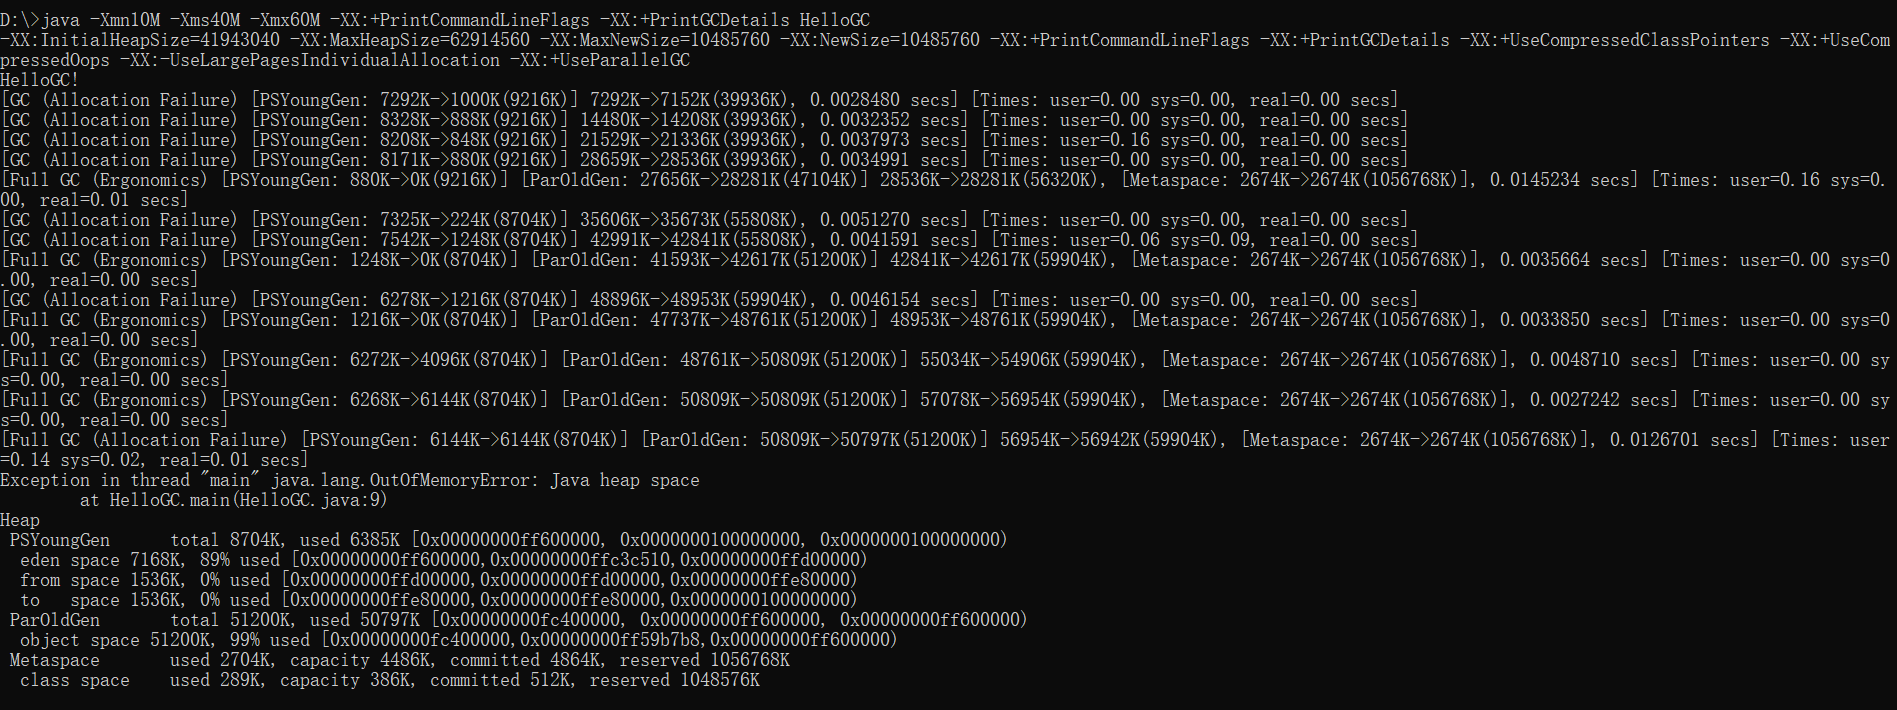 D:\>java -Xmn10M -Xms40M -Xmx60M -XX:+PrintCommandLineFlags -XX:+PrintGCDetails HelloGC
-XX:InitialHeapSize=41943040 -XX:MaxHeapSize=62914560 -XX:MaxNewSize=10485760 -XX:NewSize=10485760 -XX:+PrintCommandLineFlags -XX:+PrintGCDetails -XX:+UseCompressedClassPointers -XX:+UseCom
pressedOops -XX:-UseLargePagesIndividualAllocation -XX:+UseParallelGC
HelloGC!
[GC (Allocation Failure) [PSYoungGen: 7292K->1000K(9216K)] 7292K->7152K(39936K), 0.0028480 secs] [Times: user=0.00 sys=0.00, real=0.00 secs]
[GC (Allocation Failure) [PSYoungGen: 8328K->888K(9216K)] 14480K->14208K(39936K), 0.0032352 secs] [Times: user=0.00 sys=0.00, real=0.00 secs]
[GC (Allocation Failure) [PSYoungGen: 8208K->848K(9216K)] 21529K->21336K(39936K), 0.0037973 secs] [Times: user=0.16 sys=0.00, real=0.00 secs]
[GC (Allocation Failure) [PSYoungGen: 8171K->880K(9216K)] 28659K->28536K(39936K), 0.0034991 secs] [Times: user=0.00 sys=0.00, real=0.00 secs]
[Full GC (Ergonomics) [PSYoungGen: 880K->0K(9216K)] [ParOldGen: 27656K->28281K(47104K)] 28536K->28281K(56320K), [Metaspace: 2674K->2674K(1056768K)], 0.0145234 secs] [Times: user=0.16 sys=0.
00, real=0.01 secs]
[GC (Allocation Failure) [PSYoungGen: 7325K->224K(8704K)] 35606K->35673K(55808K), 0.0051270 secs] [Times: user=0.00 sys=0.00, real=0.00 secs]
[GC (Allocation Failure) [PSYoungGen: 7542K->1248K(8704K)] 42991K->42841K(55808K), 0.0041591 secs] [Times: user=0.06 sys=0.09, real=0.00 secs]
[Full GC (Ergonomics) [PSYoungGen: 1248K->0K(8704K)] [ParOldGen: 41593K->42617K(51200K)] 42841K->42617K(59904K), [Metaspace: 2674K->2674K(1056768K)], 0.0035664 secs] [Times: user=0.00 sys=0
.00, real=0.00 secs]
[GC (Allocation Failure) [PSYoungGen: 6278K->1216K(8704K)] 48896K->48953K(59904K), 0.0046154 secs] [Times: user=0.00 sys=0.00, real=0.00 secs]
[Full GC (Ergonomics) [PSYoungGen: 1216K->0K(8704K)] [ParOldGen: 47737K->48761K(51200K)] 48953K->48761K(59904K), [Metaspace: 2674K->2674K(1056768K)], 0.0033850 secs] [Times: user=0.00 sys=0
.00, real=0.00 secs]
[Full GC (Ergonomics) [PSYoungGen: 6272K->4096K(8704K)] [ParOldGen: 48761K->50809K(51200K)] 55034K->54906K(59904K), [Metaspace: 2674K->2674K(1056768K)], 0.0048710 secs] [Times: user=0.00 sy
s=0.00, real=0.00 secs]
[Full GC (Ergonomics) [PSYoungGen: 6268K->6144K(8704K)] [ParOldGen: 50809K->50809K(51200K)] 57078K->56954K(59904K), [Metaspace: 2674K->2674K(1056768K)], 0.0027242 secs] [Times: user=0.00 sy
s=0.00, real=0.00 secs]
[Full GC (Allocation Failure) [PSYoungGen: 6144K->6144K(8704K)] [ParOldGen: 50809K->50797K(51200K)] 56954K->56942K(59904K), [Metaspace: 2674K->2674K(1056768K)], 0.0126701 secs] [Times: user
=0.14 sys=0.02, real=0.01 secs]
Exception in thread "main" java.lang.OutOfMemoryError: Java heap space
at HelloGC.main(HelloGC.java:9)
Heap
PSYoungGen total 8704K, used 6385K [0x00000000ff600000, 0x0000000100000000, 0x0000000100000000)
eden space 7168K, 89% used [0x00000000ff600000,0x00000000ffc3c510,0x00000000ffd00000)
from space 1536K, 0% used [0x00000000ffd00000,0x00000000ffd00000,0x00000000ffe80000)
to space 1536K, 0% used [0x00000000ffe80000,0x00000000ffe80000,0x0000000100000000)
ParOldGen total 51200K, used 50797K [0x00000000fc400000, 0x00000000ff600000, 0x00000000ff600000)
object space 51200K, 99% used [0x00000000fc400000,0x00000000ff59b7b8,0x00000000ff600000)
Metaspace used 2704K, capacity 4486K, committed 4864K, reserved 1056768K
class space used 289K, capacity 386K, committed 512K, reserved 1048576K